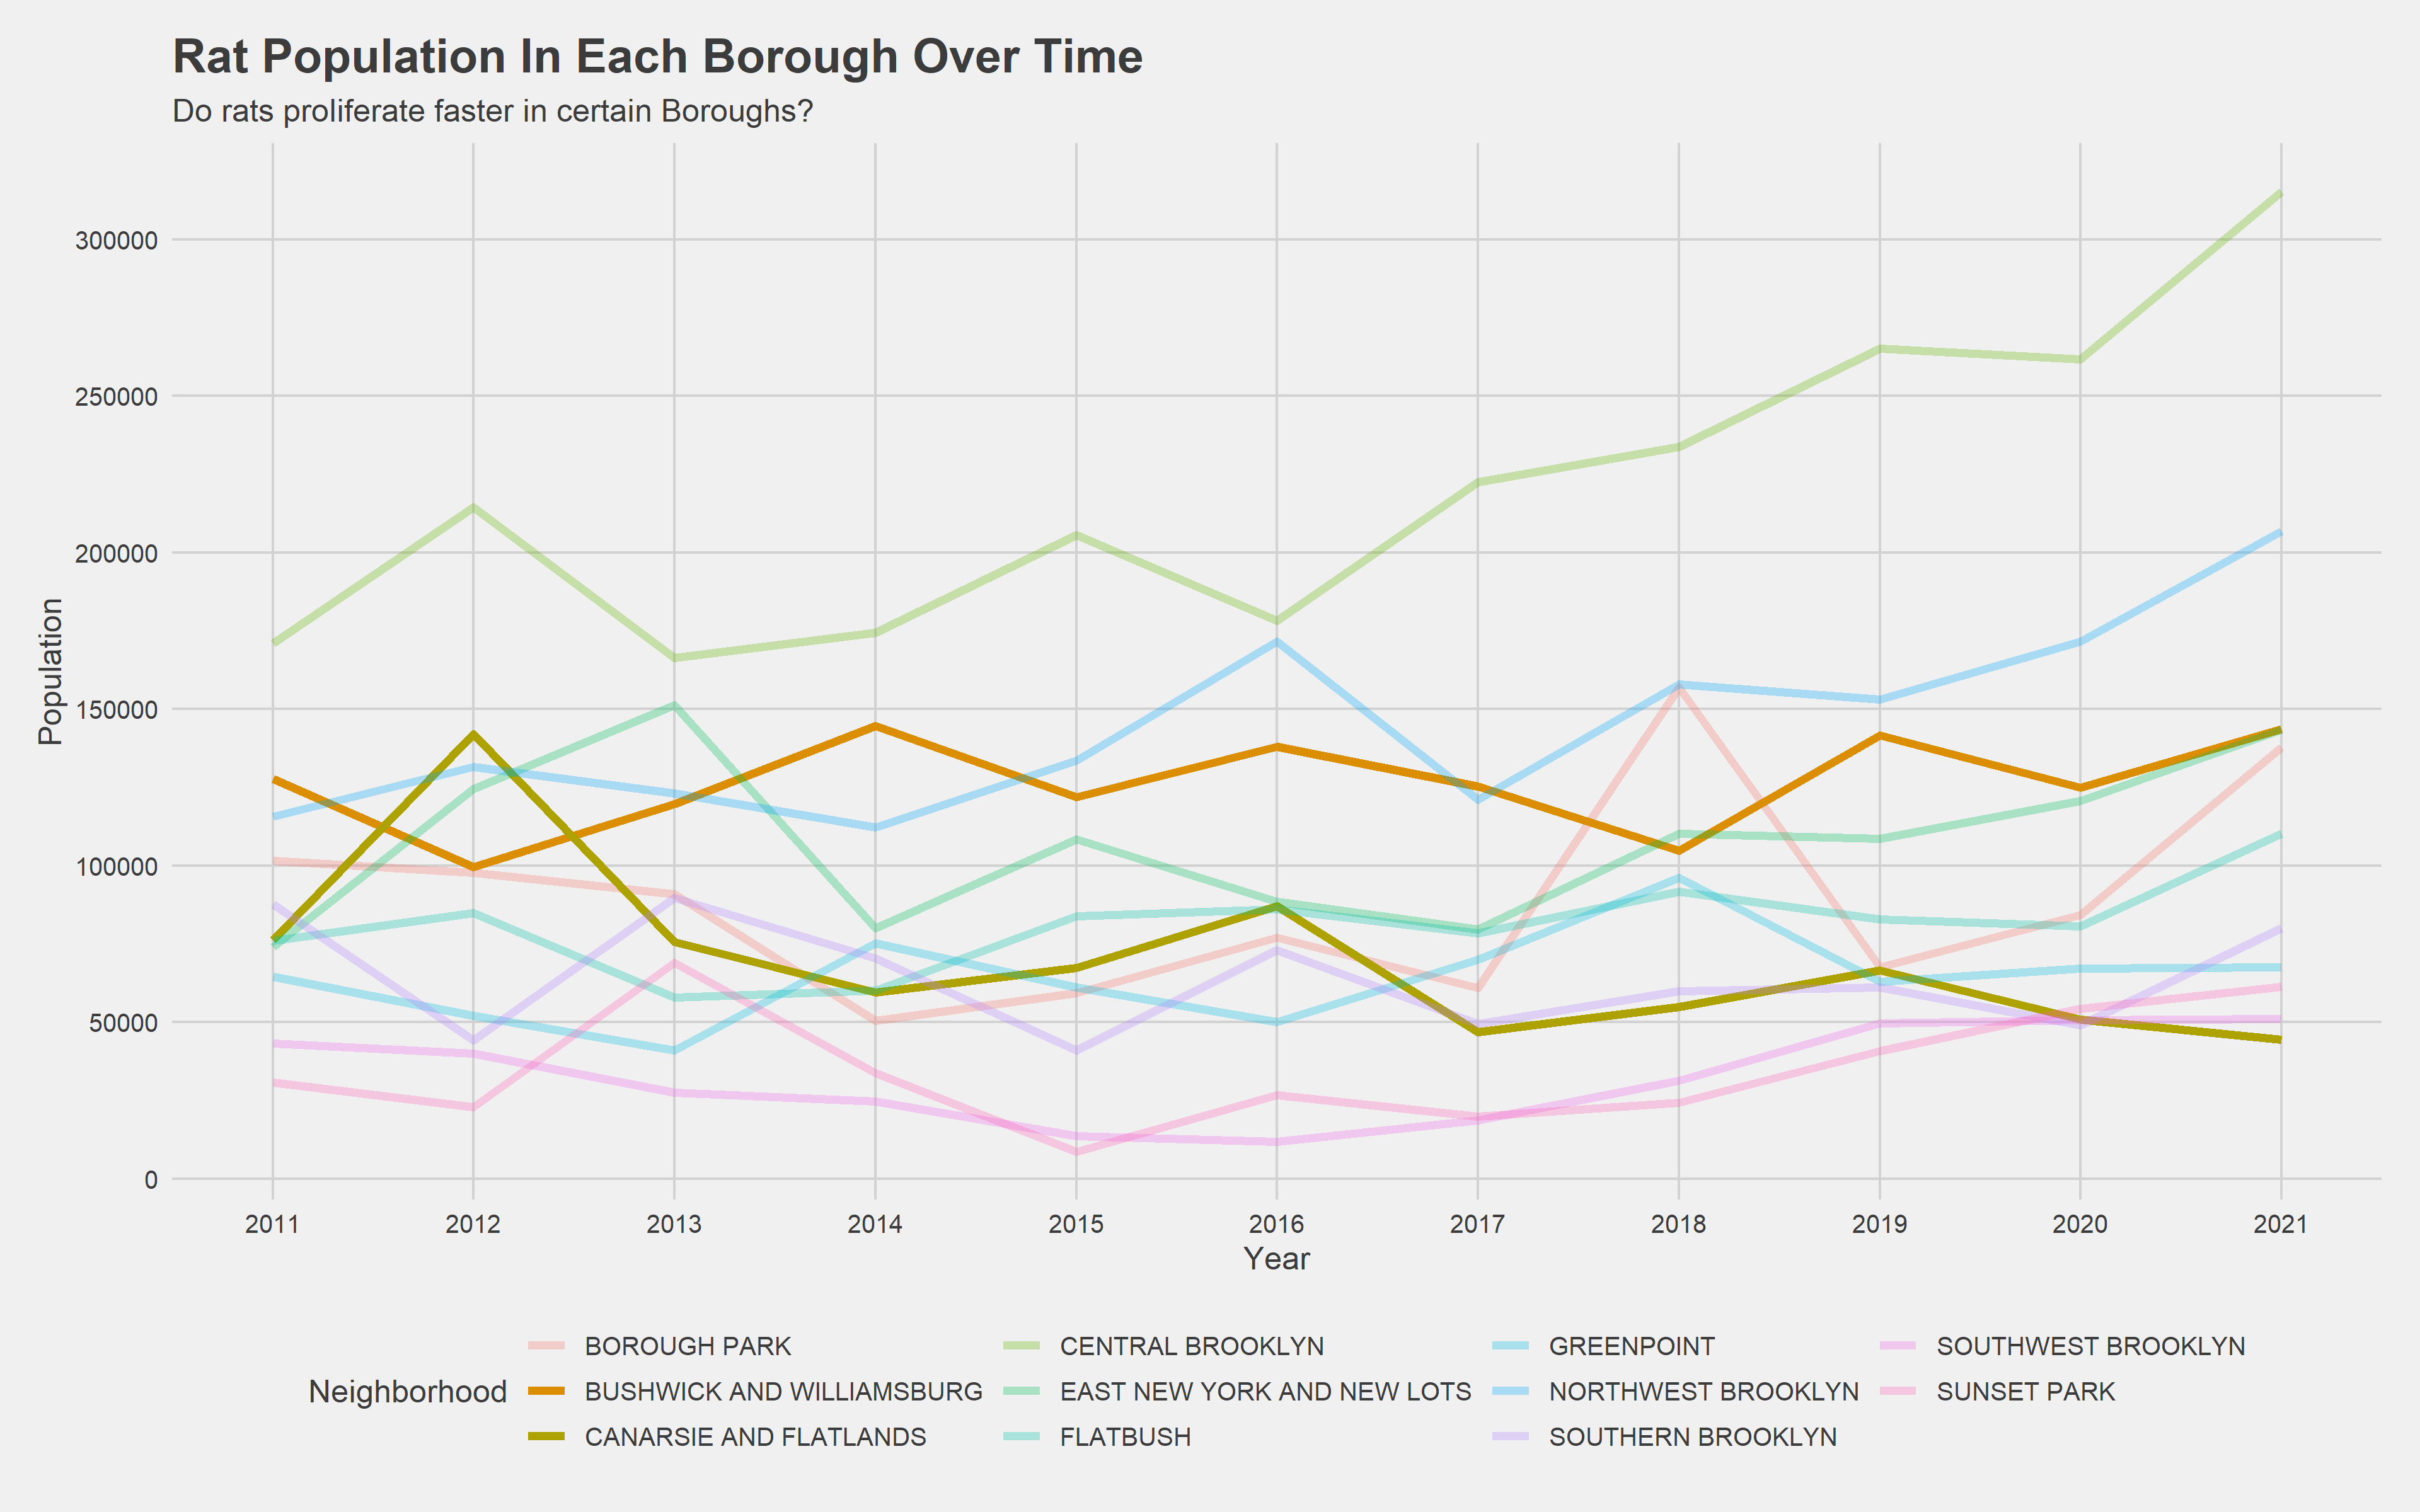 Rat Population In Each Borough Over Time
Do rats proliferate faster in certain Boroughs?
Population
300000
250000
200000
150000
100000
50000
0
2011 2012 2013 2014 2015 2016 2017 2018 2019 2020 2021
Year
Neighborhood
BOROUGH PARK CENTRAL BROOKLYN GREENPOINT SOUTHWEST BROOKLYN
BUSHWICK AND WILLIAMSBURG EAST NEW YORK AND NEW LOTS NORTHWEST BROOKLYN SUNSET PARK
CANARSIE AND FLATLANDS FLATBUSH SOUTHERN BROOKLYN